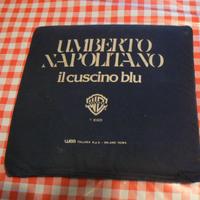 UMBERTO
NAPOLITANO
il cuscino blu
wea ITALIANA S.p.A. - MILANO ROMA